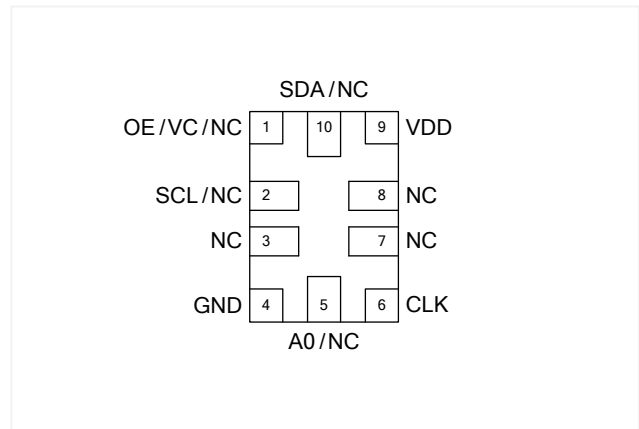 SDA/NC
OE/VC/NC 1 10 9 VDD
SCL/NC 2 8 NC
NC 3 7 NC
GND 4 5 6 CLK
A0/NC